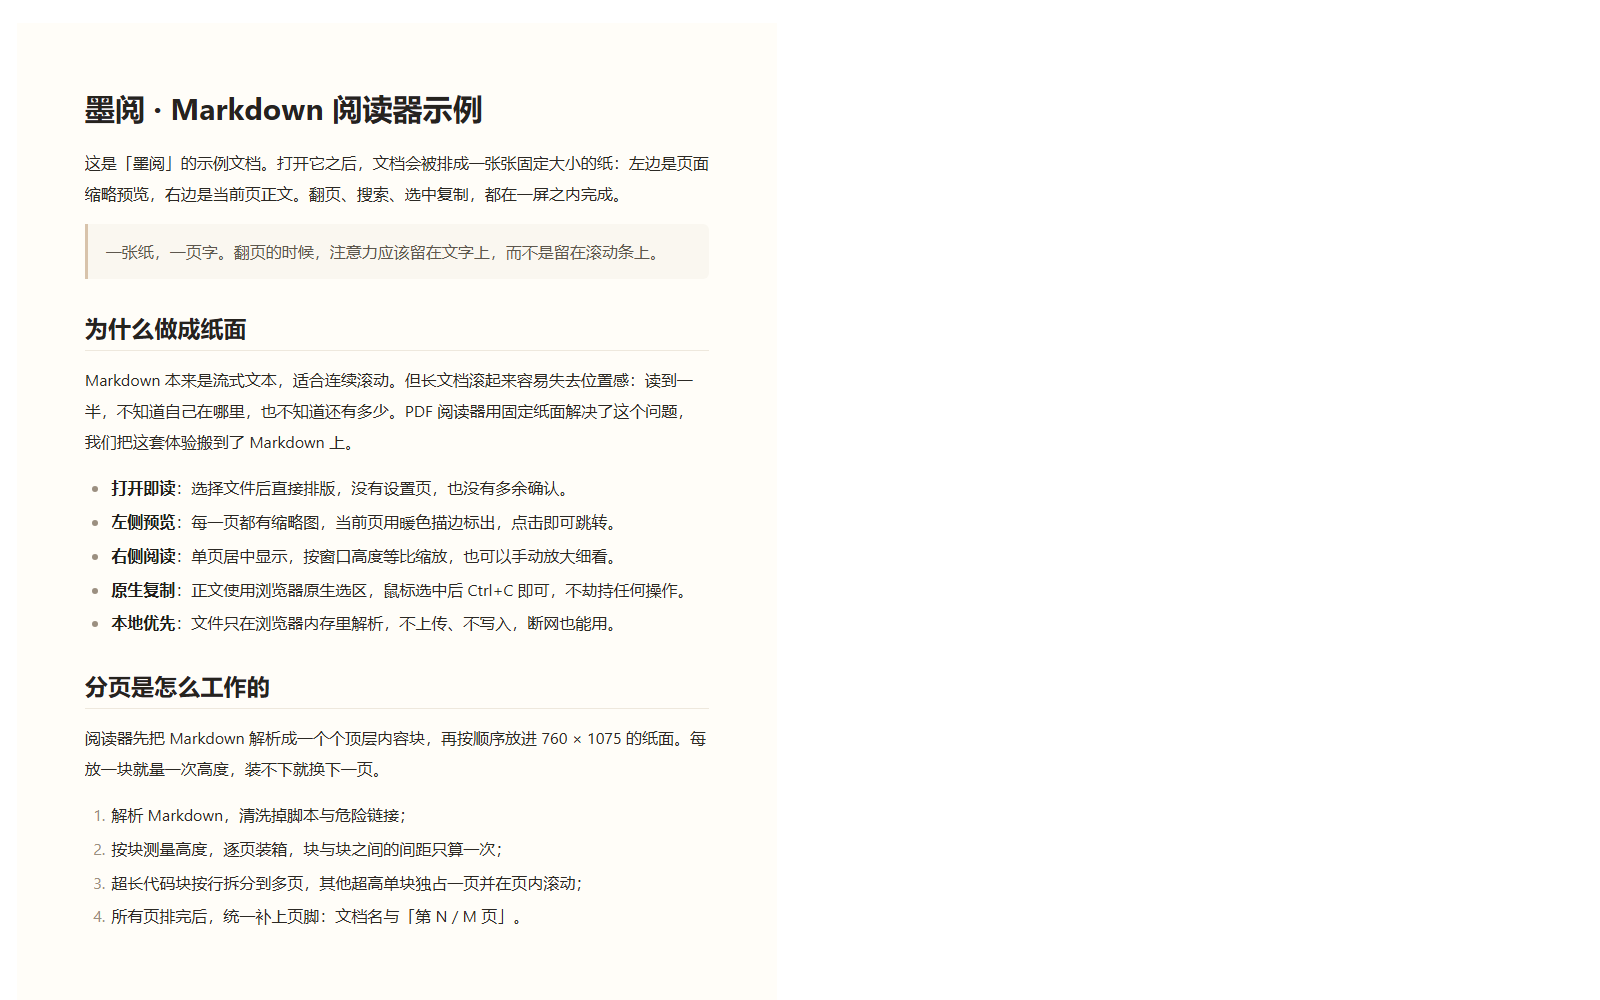 墨阅 · Markdown 阅读器示例
这是「墨阅」的示例文档。打开它之后，文档会被排成一张张固定大小的纸：左边是页面
缩略预览，右边是当前页正文。翻页、搜索、选中复制，都在一屏之内完成。
一张纸，一页字。翻页的时候，注意力应该留在文字上，而不是留在滚动条上。
为什么做成纸面
Markdown 本来是流式文本，适合连续滚动。但长文档滚起来容易失去位置感：读到一
半，不知道自己在哪里，也不知道还有多少。PDF 阅读器用固定纸面解决了这个问题，
我们把这套体验搬到了 Markdown 上。
• 打开即读：选择文件后直接排版，没有设置页，也没有多余确认。
• 左侧预览：每一页都有缩略图，当前页用暖色描边标出，点击即可跳转。
• 右侧阅读：单页居中显示，按窗口高度等比缩放，也可以手动放大细看。
• 原生复制：正文使用浏览器原生选区，鼠标选中后 Ctrl+C 即可，不劫持任何操作。
• 本地优先：文件只在浏览器内存里解析，不上传、不写入，断网也能用。
分页是怎么工作的
阅读器先把 Markdown 解析成一个个顶层内容块，再按顺序放进 760 × 1075 的纸面。每
放一块就量一次高度，装不下就换下一页。
1. 解析 Markdown，清洗掉脚本与危险链接；
2. 按块测量高度，逐页装箱，块与块之间的间距只算一次；
3. 超长代码块按行拆分到多页，其他超高单块独占一页并在页内滚动；
4. 所有页排完后，统一补上页脚：文档名与「第 N / M 页」。